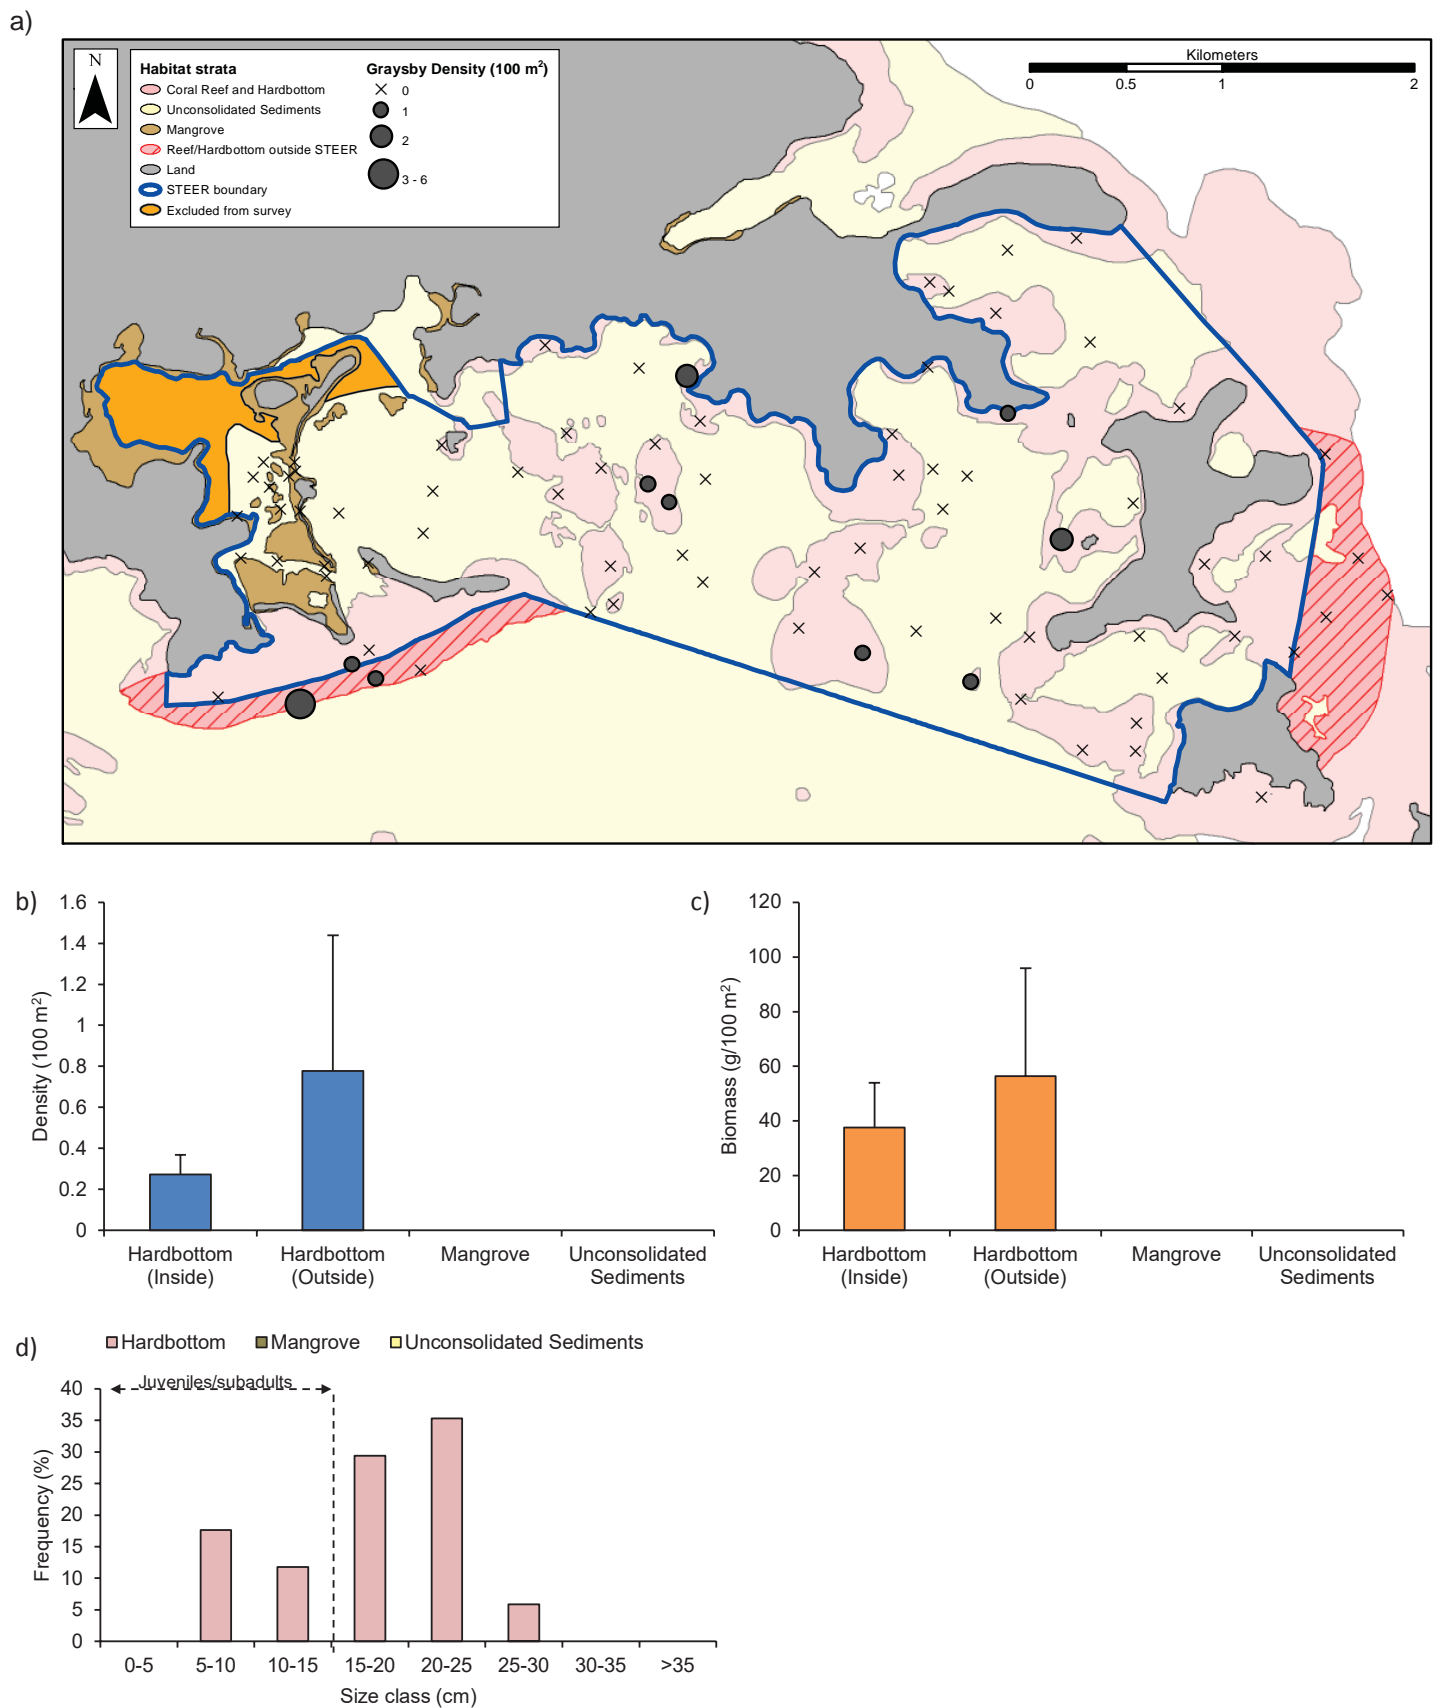 a)
N
Habitat strata
Coral Reef and Hardbottom
Unconsolidated Sediments
Mangrove
Reef/Hardbottom outside STEER
Land
STEER boundary
Excluded from survey
Graysby Density (100 m²)
0
1
2
3 - 6
Kilometers
0 0.5 1 2
b)
1.6
1.4
1.2
1
0.8
0.6
0.4
0.2
0
Density (100 m²)
Hardbottom (Inside)
Hardbottom (Outside)
Mangrove
Unconsolidated Sediments
c)
120
100
80
60
40
20
0
Biomass (g/100 m²)
Hardbottom (Inside)
Hardbottom (Outside)
Mangrove
Unconsolidated Sediments
d)
Hardbottom Mangrove Unconsolidated Sediments
Juveniles/subadults
40
35
30
25
20
15
10
5
0
Frequency (%)
0-5 5-10 10-15 15-20 20-25 25-30 30-35 >35
Size class (cm)